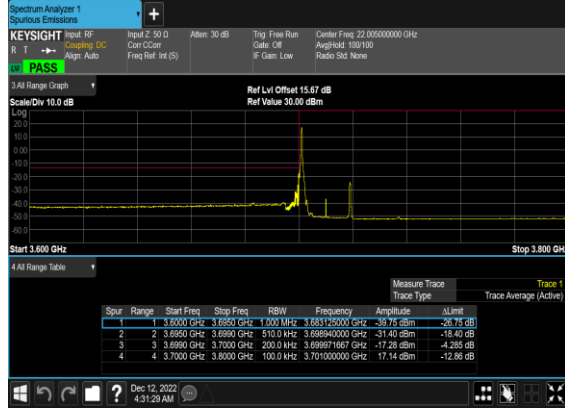 Spectrum Analyzer 1
Spurious Emissions
+
KEYSIGHT Input: RF Input Z: 50 Ω Atten: 30 dB Trig: Free Run Center Freq: 22.005000000 GHz
R T Coupling: DC Corr CCorr Gate: Off Avg|Hold: 100/100
Align: Auto Freq Ref: Int (S) IF Gain: Low Radio Std: None
PASS
3 All Range Graph
Ref Lvl Offset 15.67 dB
Scale/Div 10.0 dB Ref Value 30.00 dBm
Log
20.0
10.0
0.00
-10.0
-20.0
-30.0
-40.0
-50.0
-60.0
Start 3.600 GHz Stop 3.800 GH
4 All Range Table
Measure Trace Trace 1
Trace Type Trace Average (Active)
Spur Range Start Freq Stop Freq RBW Frequency Amplitude ΔLimit
1 1 3.6000 GHz 3.6950 GHz 1.000 MHz 3.683125000 GHz -39.75 dBm -26.75 dB
2 2 3.6950 GHz 3.6990 GHz 510.0 kHz 3.698940000 GHz -31.40 dBm -18.40 dB
3 3 3.6990 GHz 3.7000 GHz 200.0 kHz 3.699971667 GHz -17.28 dBm -4.285 dB
4 4 3.7000 GHz 3.8000 GHz 100.0 kHz 3.701000000 GHz 17.14 dBm -12.86 dB
? Dec 12, 2022
4:31:29 AM